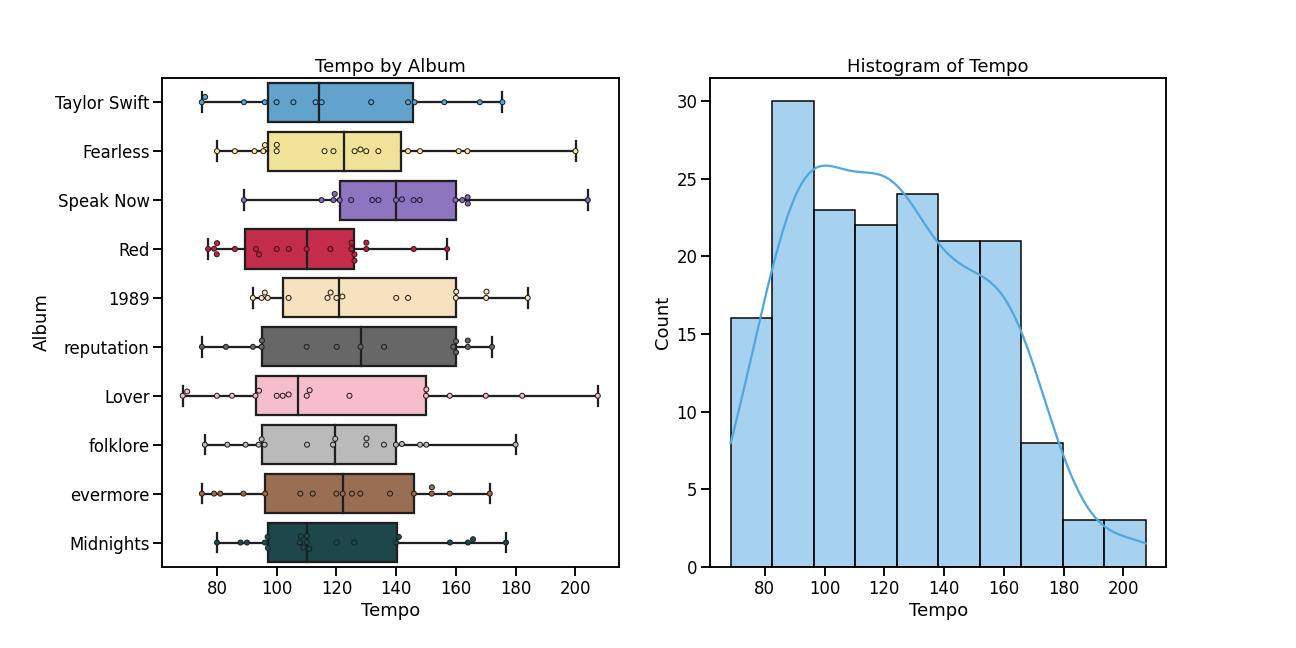 Tempo by Album
Album
Taylor Swift
Fearless
Speak Now
Red
1989
reputation
Lover
folklore
evermore
Midnights
80 100 120 140 160 180 200
Tempo
Histogram of Tempo
Count
30
25
20
15
10
5
0
80 100 120 140 160 180 200
Tempo